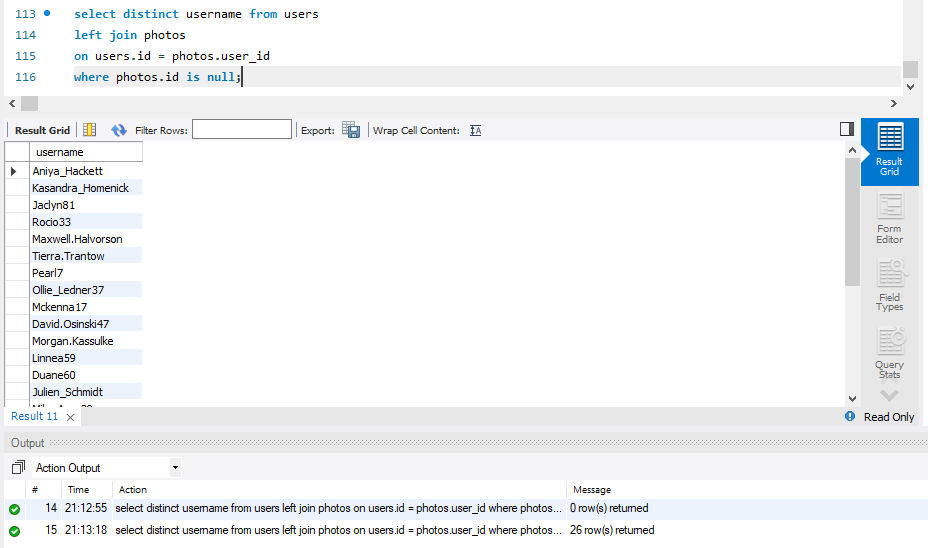 113 select distinct username from users
114 left join photos
115 on users.id = photos.user_id
116 where photos.id is null;
Result Grid Filter Rows: Export: Wrap Cell Content: IA
username
Aniya_Hackett
Kasandra_Homenick
Jaclyn81
Rocio33
Maxwell.Halvorson
Tierra.Trantow
Pearl7
Ollie_Ledner37
Mckenna17
David.Osinski47
Morgan.Kassulke
Linnea59
Duane60
Julien_Schmidt
Result
Grid
Form
Editor
Field
Types
Query
Stats
Result 11 Read Only
Output
Action Output
# Time Action Message
14 21:12:55 select distinct username from users left join photos on users.id = photos.user_id where photos... 0 row(s) returned
15 21:13:18 select distinct username from users left join photos on users.id = photos.user_id where photos... 26 row(s) returned